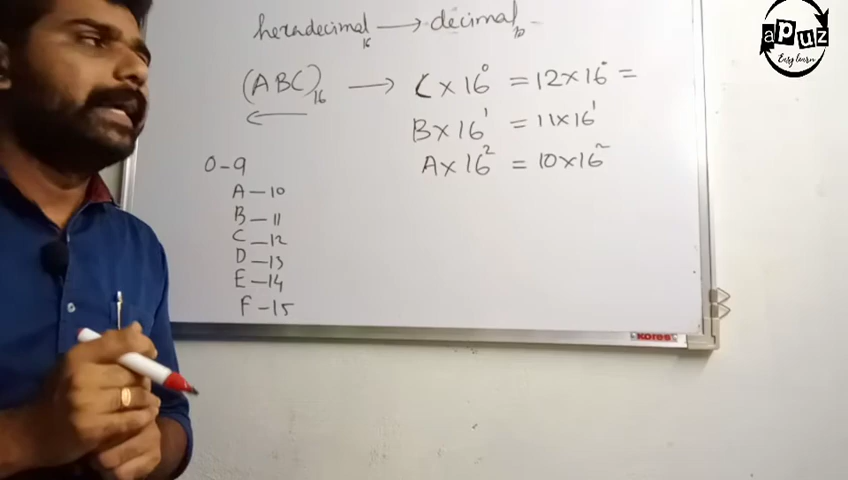 hexadecimal₁₆ → decimal₁₀
(ABC)₁₆ → C×16⁰ = 12×16⁰ =
B×16¹ = 11×16¹
A×16² = 10×16²
0-9
A-10
B-11
C-12
D-13
E-14
F-15
kores
apuz
Easy learn